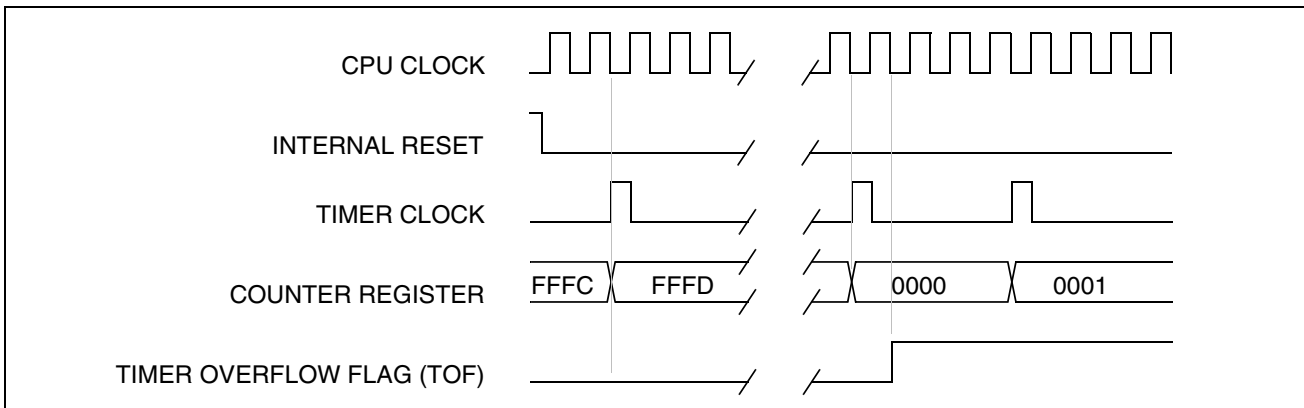 CPU CLOCK
INTERNAL RESET
TIMER CLOCK
COUNTER REGISTER
FFFC
FFFD
0000
0001
TIMER OVERFLOW FLAG (TOF)